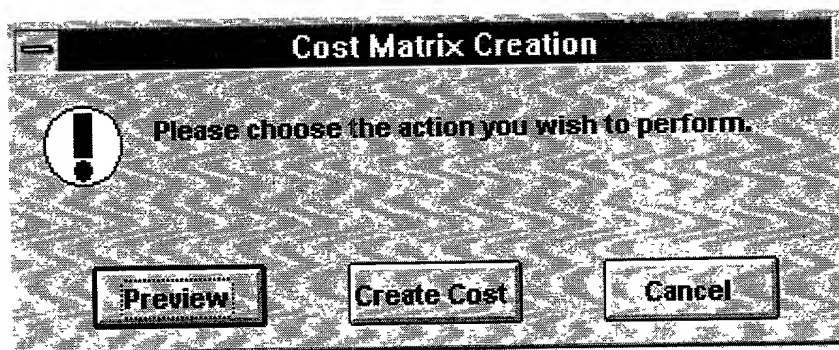 Cost Matrix Creation
Please choose the action you wish to perform.
Preview Create Cost Cancel